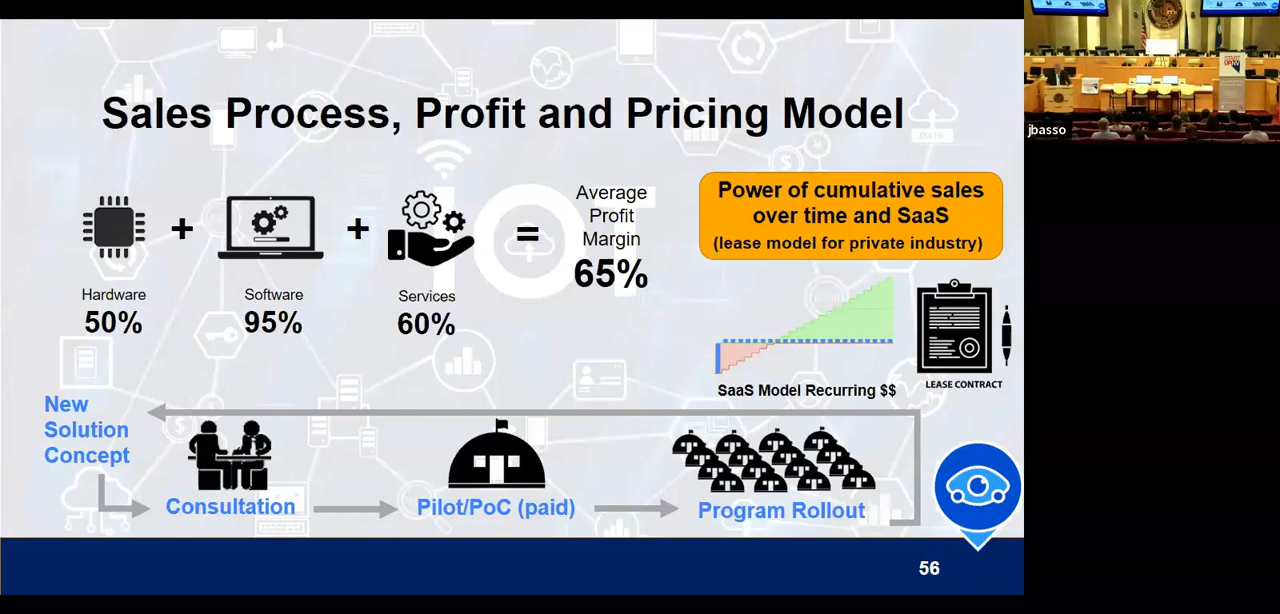 Sales Process, Profit and Pricing Model
Hardware
50%
+
Software
95%
+
Services
60%
=
Average
Profit
Margin
65%
Power of cumulative sales
over time and SaaS
(lease model for private industry)
SaaS Model Recurring $$
LEASE CONTRACT
New
Solution
Concept
Consultation
Pilot/PoC (paid)
Program Rollout
56
IOT
DATA
jbasso